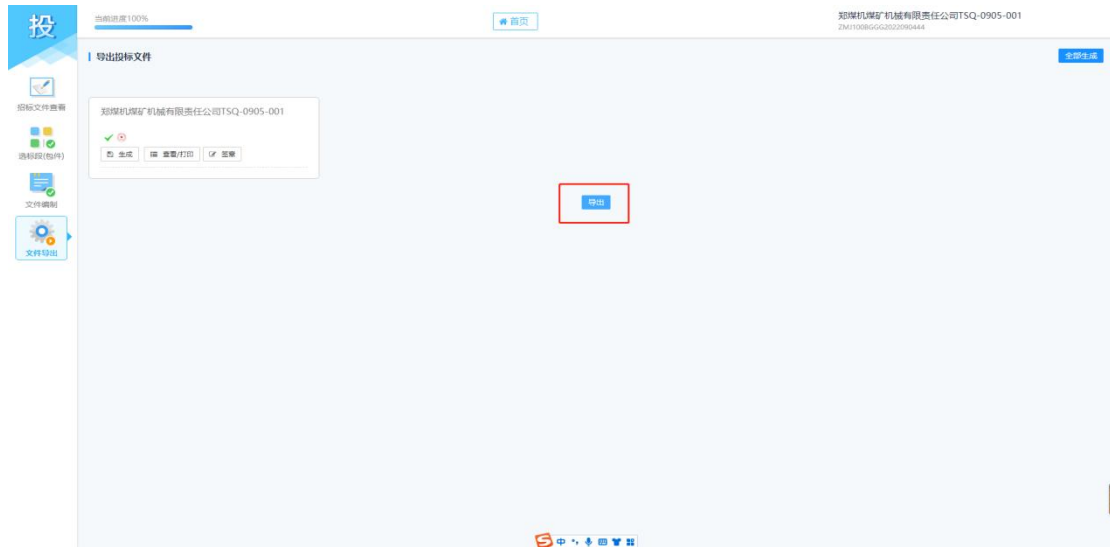 投
当前进度100%
首页
郑煤机煤矿机械有限责任公司TSQ-0905-001
ZMJ100BGGG2022090444
导出投标文件
全部生成
招标文件查看
选标段(包件)
文件编制
文件导出
郑煤机煤矿机械有限责任公司TSQ-0905-001
生成 查看/打印 签章
导出
中